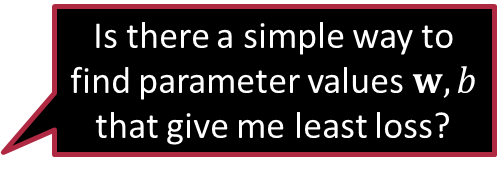 Is there a simple way to
find parameter values 𝐰, 𝑏
that give me least loss?